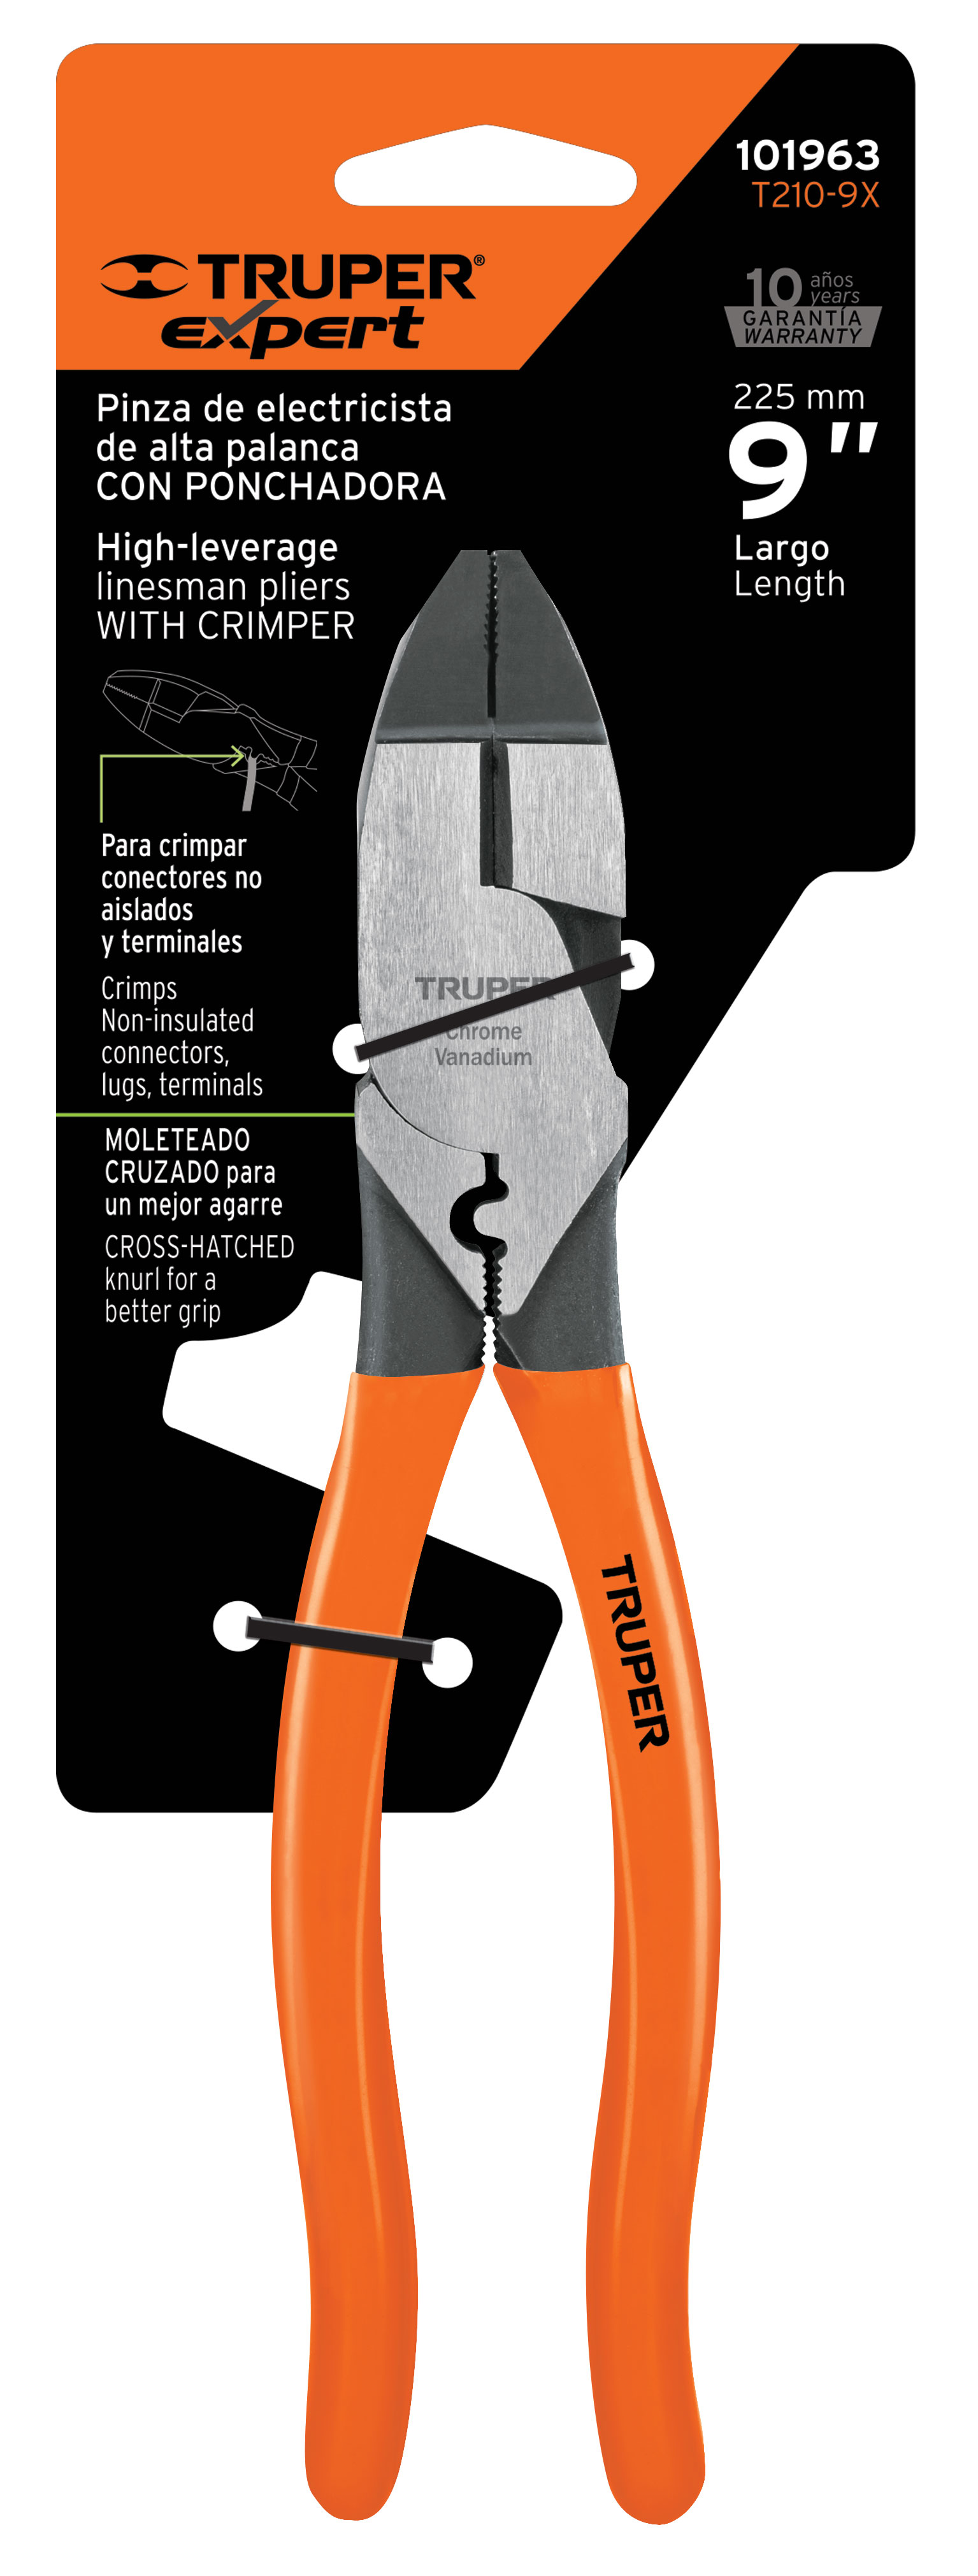 101963
T210-9X
TRUPER®
expert
10 años
years
GARANTÍA
WARRANTY
Pinza de electricista
de alta palanca
CON PONCHADORA
225 mm
9"
Largo
Length
High-leverage
linesman pliers
WITH CRIMPER
Para crimpar
conectores no
aislados
y terminales
Crimps
Non-insulated
connectors,
lugs, terminals
TRUPER
Chrome
Vanadium
MOLETEADO
CRUZADO para
un mejor agarre
CROSS-HATCHED
knurl for a
better grip
TRUPER